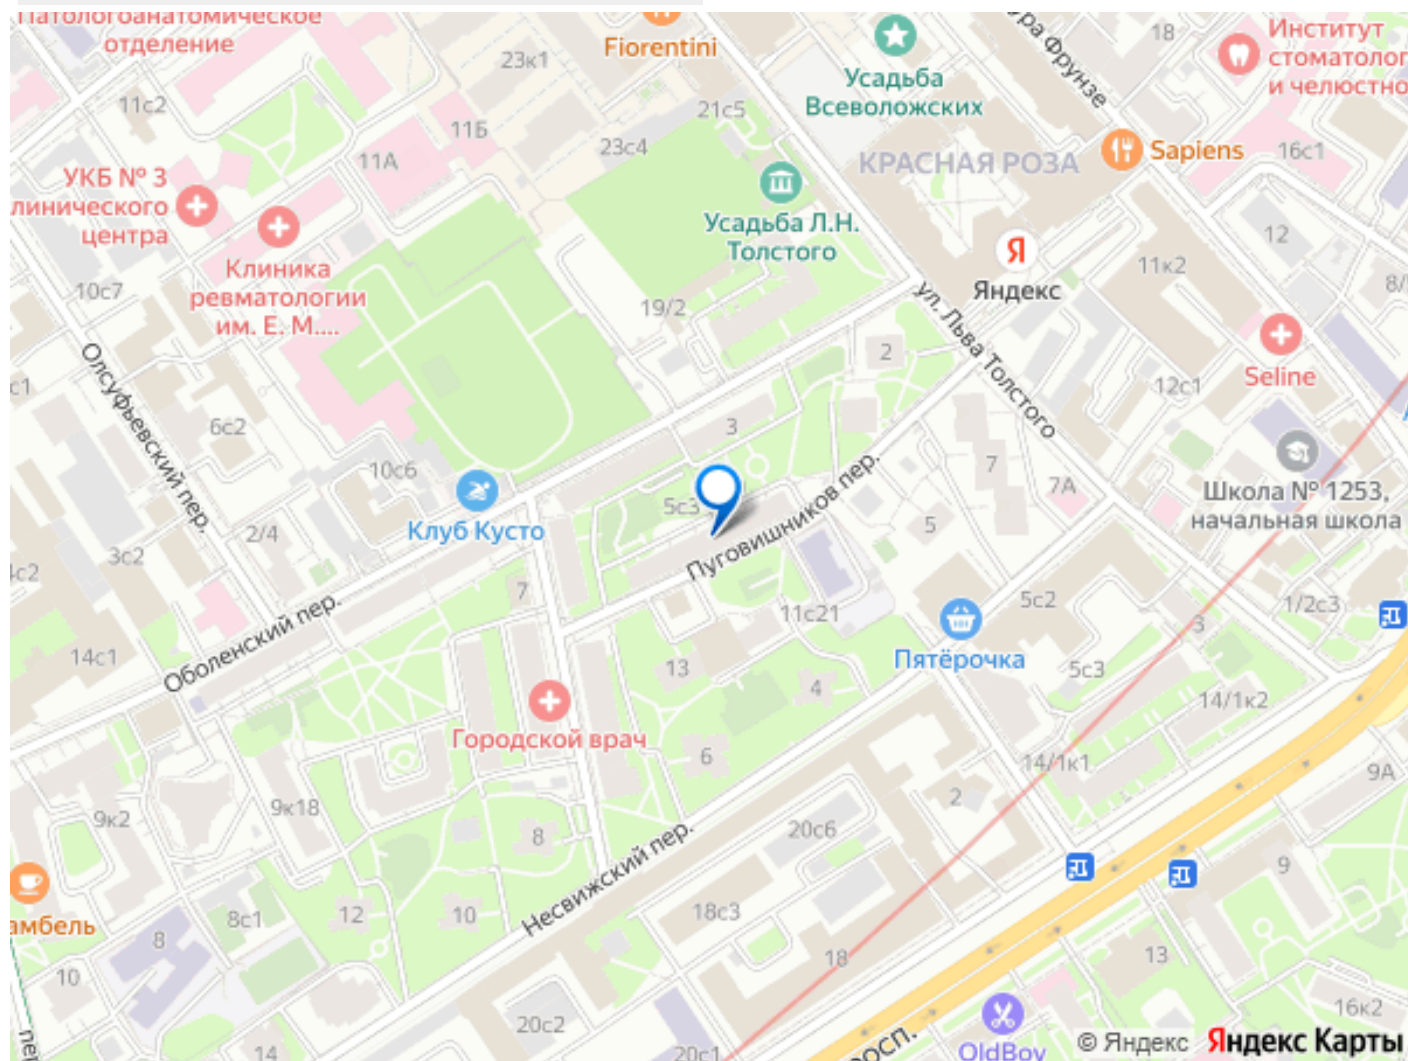 Патологоанатомическое
отделение
Fiorentini
23к1
11с2
11Б
11А
23с4
21с5
Усадьба
Всеволожских
18
Институт
и челюстно
КРАСНАЯ РОЗА
Sapiens
16с1
УКБ № 3
центра
Клиника
ревматологии
им. Е. М....
Усадьба Л.Н.
Толстого
12
Яндекс
11к2
10с7
19/2
ул. Льва Толстого
2
Seline
12с1
Олсуфьевский пер.
6с2
3
10с6
7
7А
Школа № 1253,
начальная школа
Клуб Кусто
5с3
Пуговишников пер.
5
2/4
3с2
7
11с21
5с2
1/2с3
Оболенский пер.
14с1
Пятёрочка
3
13
4
5с3
14/1к2
Городской врач
6
14/1к1
9А
9к18
9к2
8
2
20с6
9
Несвижский пер.
8с1
12
10
18с3
8
18
13
10
20с2
14
20с1
16к2
OldBoy
© Яндекс
Яндекс Карты